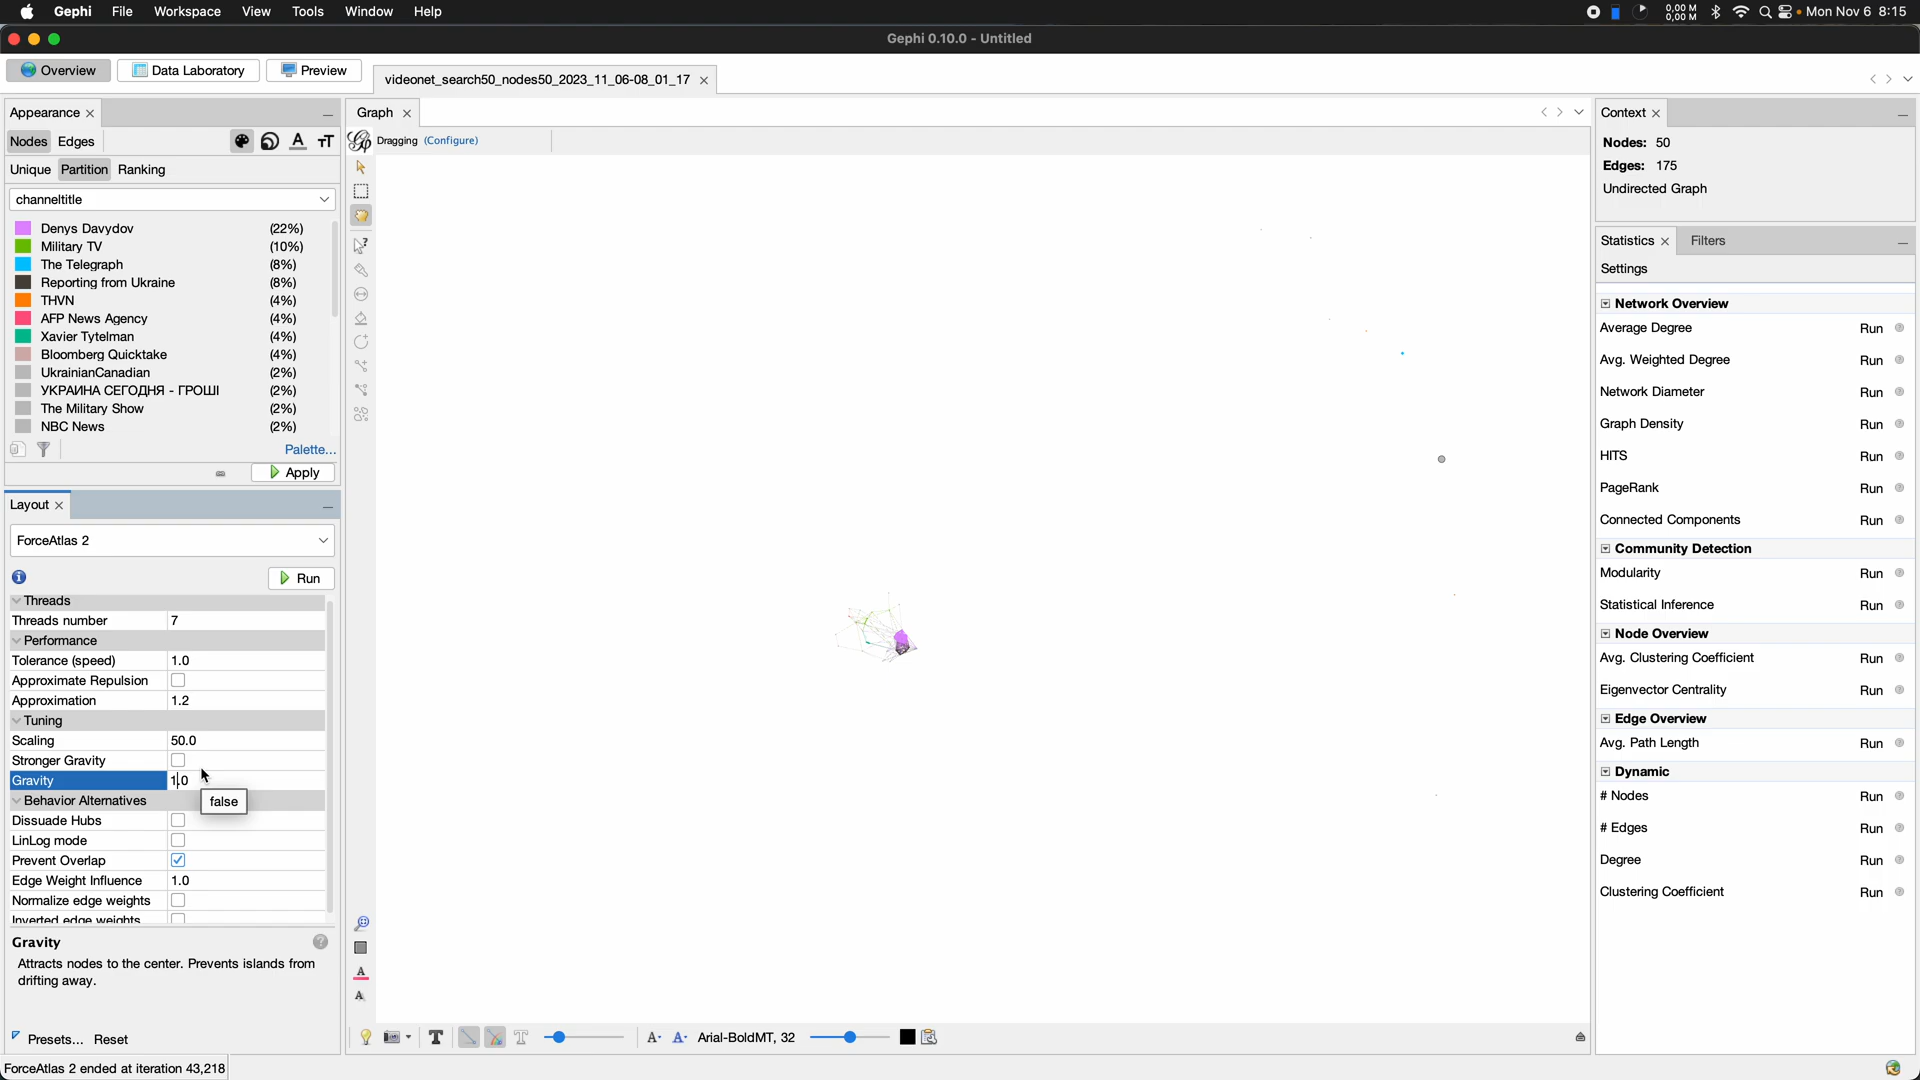 Gephi File Workspace View Tools Window Help 0,00 M 0,00 M Mon Nov 6 8:15
Gephi 0.10.0 - Untitled
Overview Data Laboratory Preview videonet_search50_nodes50_2023_11_06-08_01_17
Appearance
Nodes Edges
Unique Partition Ranking
channeltitle
Denys Davydov (22%)
Military TV (10%)
The Telegraph (8%)
Reporting from Ukraine (8%)
THVN (4%)
AFP News Agency (4%)
Xavier Tytelman (4%)
Bloomberg Quicktake (4%)
UkrainianCanadian (2%)
УКРАИНА СЕГОДНЯ - ГРОШІ (2%)
The Military Show (2%)
NBC News (2%)
Palette...
Apply
Layout
ForceAtlas 2
Run
Threads
Threads number 7
Performance
Tolerance (speed) 1.0
Approximate Repulsion
Approximation 1.2
Tuning
Scaling 50.0
Stronger Gravity
Gravity 1.0
Behavior Alternatives
false
Dissuade Hubs
LinLog mode
Prevent Overlap
Edge Weight Influence 1.0
Normalize edge weights
Inverted edge weights
Gravity
Attracts nodes to the center. Prevents islands from
drifting away.
Presets... Reset
ForceAtlas 2 ended at iteration 43,218
Graph
Dragging (Configure)
Arial-BoldMT, 32
Context
Nodes: 50
Edges: 175
Undirected Graph
Statistics Filters
Settings
Network Overview
Average Degree Run
Avg. Weighted Degree Run
Network Diameter Run
Graph Density Run
HITS Run
PageRank Run
Connected Components Run
Community Detection
Modularity Run
Statistical Inference Run
Node Overview
Avg. Clustering Coefficient Run
Eigenvector Centrality Run
Edge Overview
Avg. Path Length Run
Dynamic
# Nodes Run
# Edges Run
Degree Run
Clustering Coefficient Run